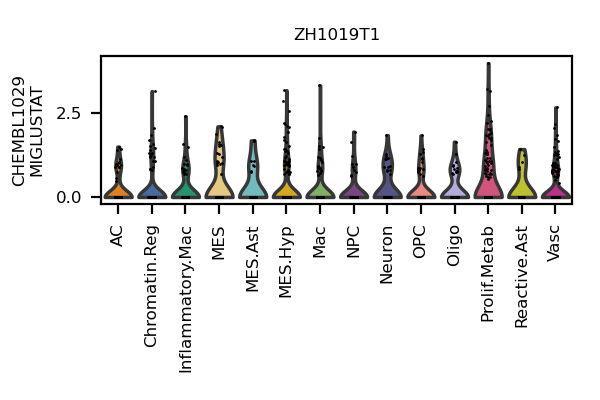 ZH1019T1
CHEMBL1029
MIGLUSTAT
2.5
0.0
AC
Chromatin.Reg
Inflammatory.Mac
MES
MES.Ast
MES.Hyp
Mac
NPC
Neuron
OPC
Oligo
Prolif.Metab
Reactive.Ast
Vasc